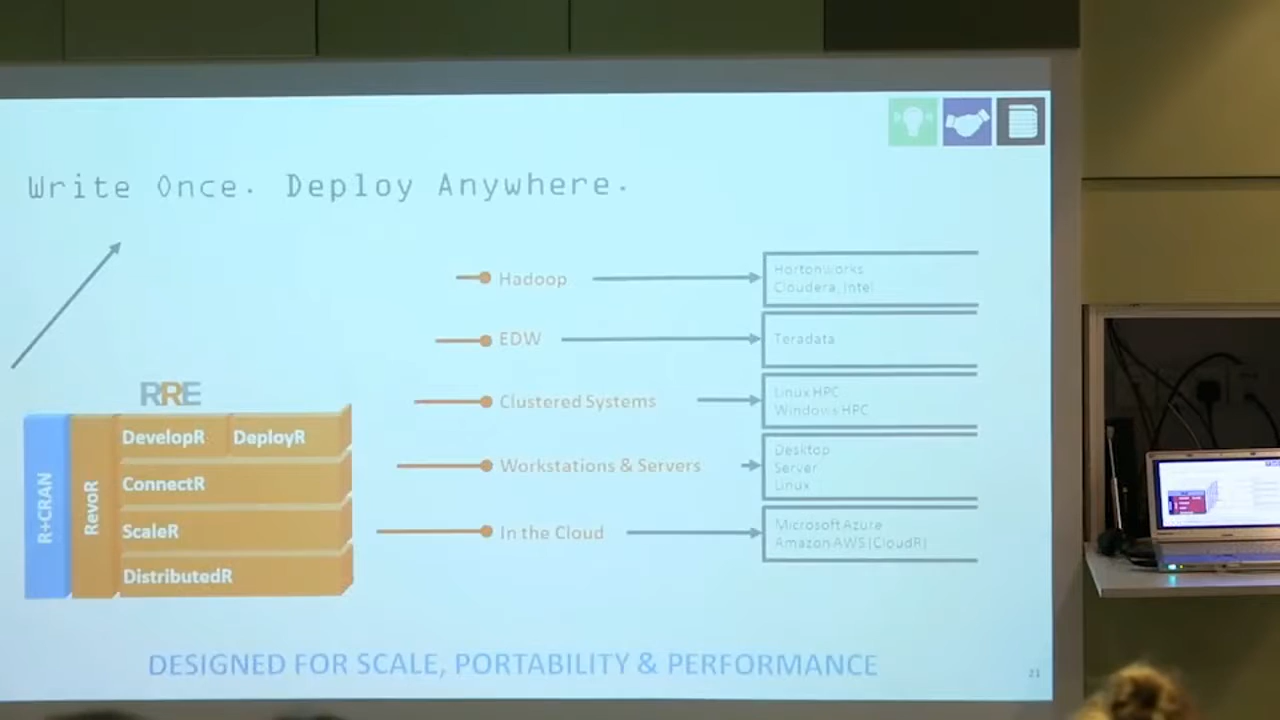 Write Once. Deploy Anywhere.
Hadoop
Hortonworks
Cloudera, Intel
EDW
Teradata
Clustered Systems
Linux HPC
Windows HPC
Workstations & Servers
Desktop
Server
Linux
In the Cloud
Microsoft Azure
Amazon AWS (CloudR)
RRE
R+CRAN
RevoR
DevelopR
DeployR
ConnectR
ScaleR
DistributedR
DESIGNED FOR SCALE, PORTABILITY & PERFORMANCE
21